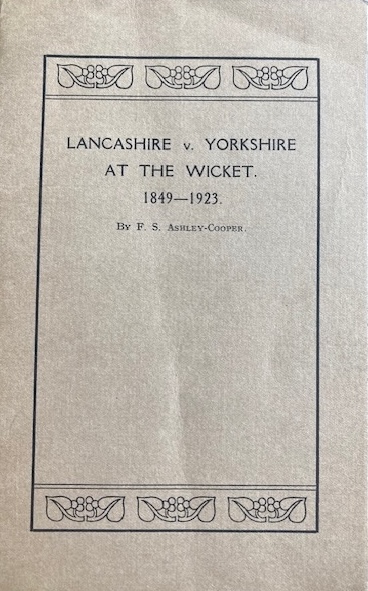 LANCASHIRE v. YORKSHIRE
AT THE WICKET.
1849—1923.
BY F. S. ASHLEY-COOPER.